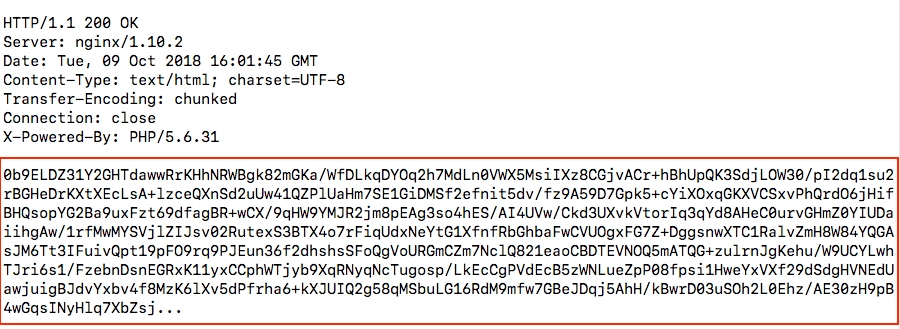 HTTP/1.1 200 OK
Server: nginx/1.10.2
Date: Tue, 09 Oct 2018 16:01:45 GMT
Content-Type: text/html; charset=UTF-8
Transfer-Encoding: chunked
Connection: close
X-Powered-By: PHP/5.6.31
0b9ELDZ31Y2GHTdawwRrKHhNRWBgk82mGKa/WfDLkqDYOq2h7MdLn0VWX5MsiIXz8CGjvACr+hBhUpQK3SdjLOW30/pI2dq1su2
rBGHeDrKXtXEcLsA+lzceQXnSd2uUw41QZPlUaHm7SE1GiDMSf2efnit5dv/fz9A59D7Gpk5+cYiXOxqGKXVCSxvPhQrdO6jHif
BHQsopYG2Ba9uxFzt69dfagBR+wCX/9qHW9YMJR2jm8pEAg3so4hES/AI4UVw/Ckd3UXvkVtorIq3qYd8AHeC0urvGHmZ0YIUDa
iihgAw/1rfMwMYSVjlZIJsv02RutexS3BTX4o7rFiqUdxNeYtG1XfnfRbGhbaFwCVUOgxFG7Z+DggsnwXTC1RalvZmH8W84YQGA
sJM6Tt3IFuivQpt19pFO9rq9PJEun36f2dhshsSFoQgVoURGmCZm7NclQ821eaoCBDTEVNOQ5mATQG+zulrnJgKehu/W9UCYLwh
TJri6s1/FzebnDsnEGRxK11yxCCphWTjyb9XqRNyqNcTugosp/LkEcCgPVdEcB5zWNLueZpP08fpsi1HweYxVXf29dSdgHVNEdU
awjuigBJdvYxbv4f8MzK6lXv5dPfrha6+kXJUIQ2g58qMSbuLG16RdM9mfw7GBeJDqj5AhH/kBwrD03uSOh2L0Ehz/AE30zH9pB
4wGqsINyHlq7XbZsj...